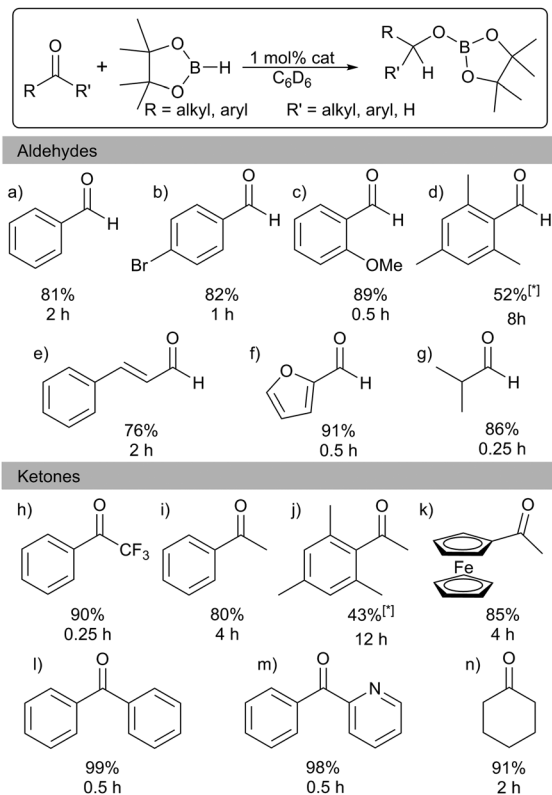 O
R
R'
+
O
O
B
H
1 mol% cat
C6D6
R
O
R'
H
B
O
O
R = alkyl, aryl
R' = alkyl, aryl, H
Aldehydes
a)
O
H
81%
2 h
b)
O
H
Br
82%
1 h
c)
O
H
OMe
89%
0.5 h
d)
O
H
52%[*]
8h
e)
O
H
76%
2 h
f)
O
O
H
91%
0.5 h
g)
O
H
86%
0.25 h
Ketones
h)
O
CF3
90%
0.25 h
i)
O
80%
4 h
j)
O
43%[*]
12 h
k)
O
Fe
85%
4 h
l)
O
99%
0.5 h
m)
O
N
98%
0.5 h
n)
O
91%
2 h